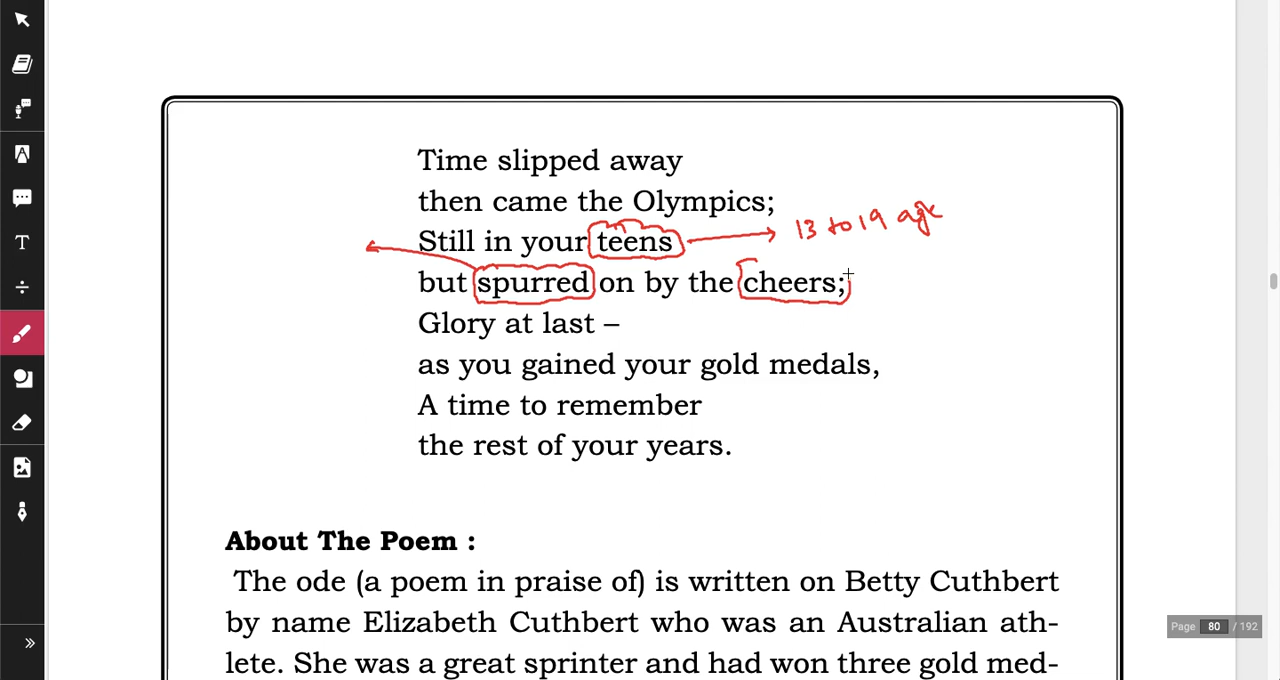 Time slipped away
then came the Olympics;
Still in your teens
13 to 19 age
but spurred on by the cheers;
Glory at last –
as you gained your gold medals,
A time to remember
the rest of your years.
About The Poem :
The ode (a poem in praise of) is written on Betty Cuthbert
by name Elizabeth Cuthbert who was an Australian ath-
lete. She was a great sprinter and had won three gold med-
Page 80 / 192